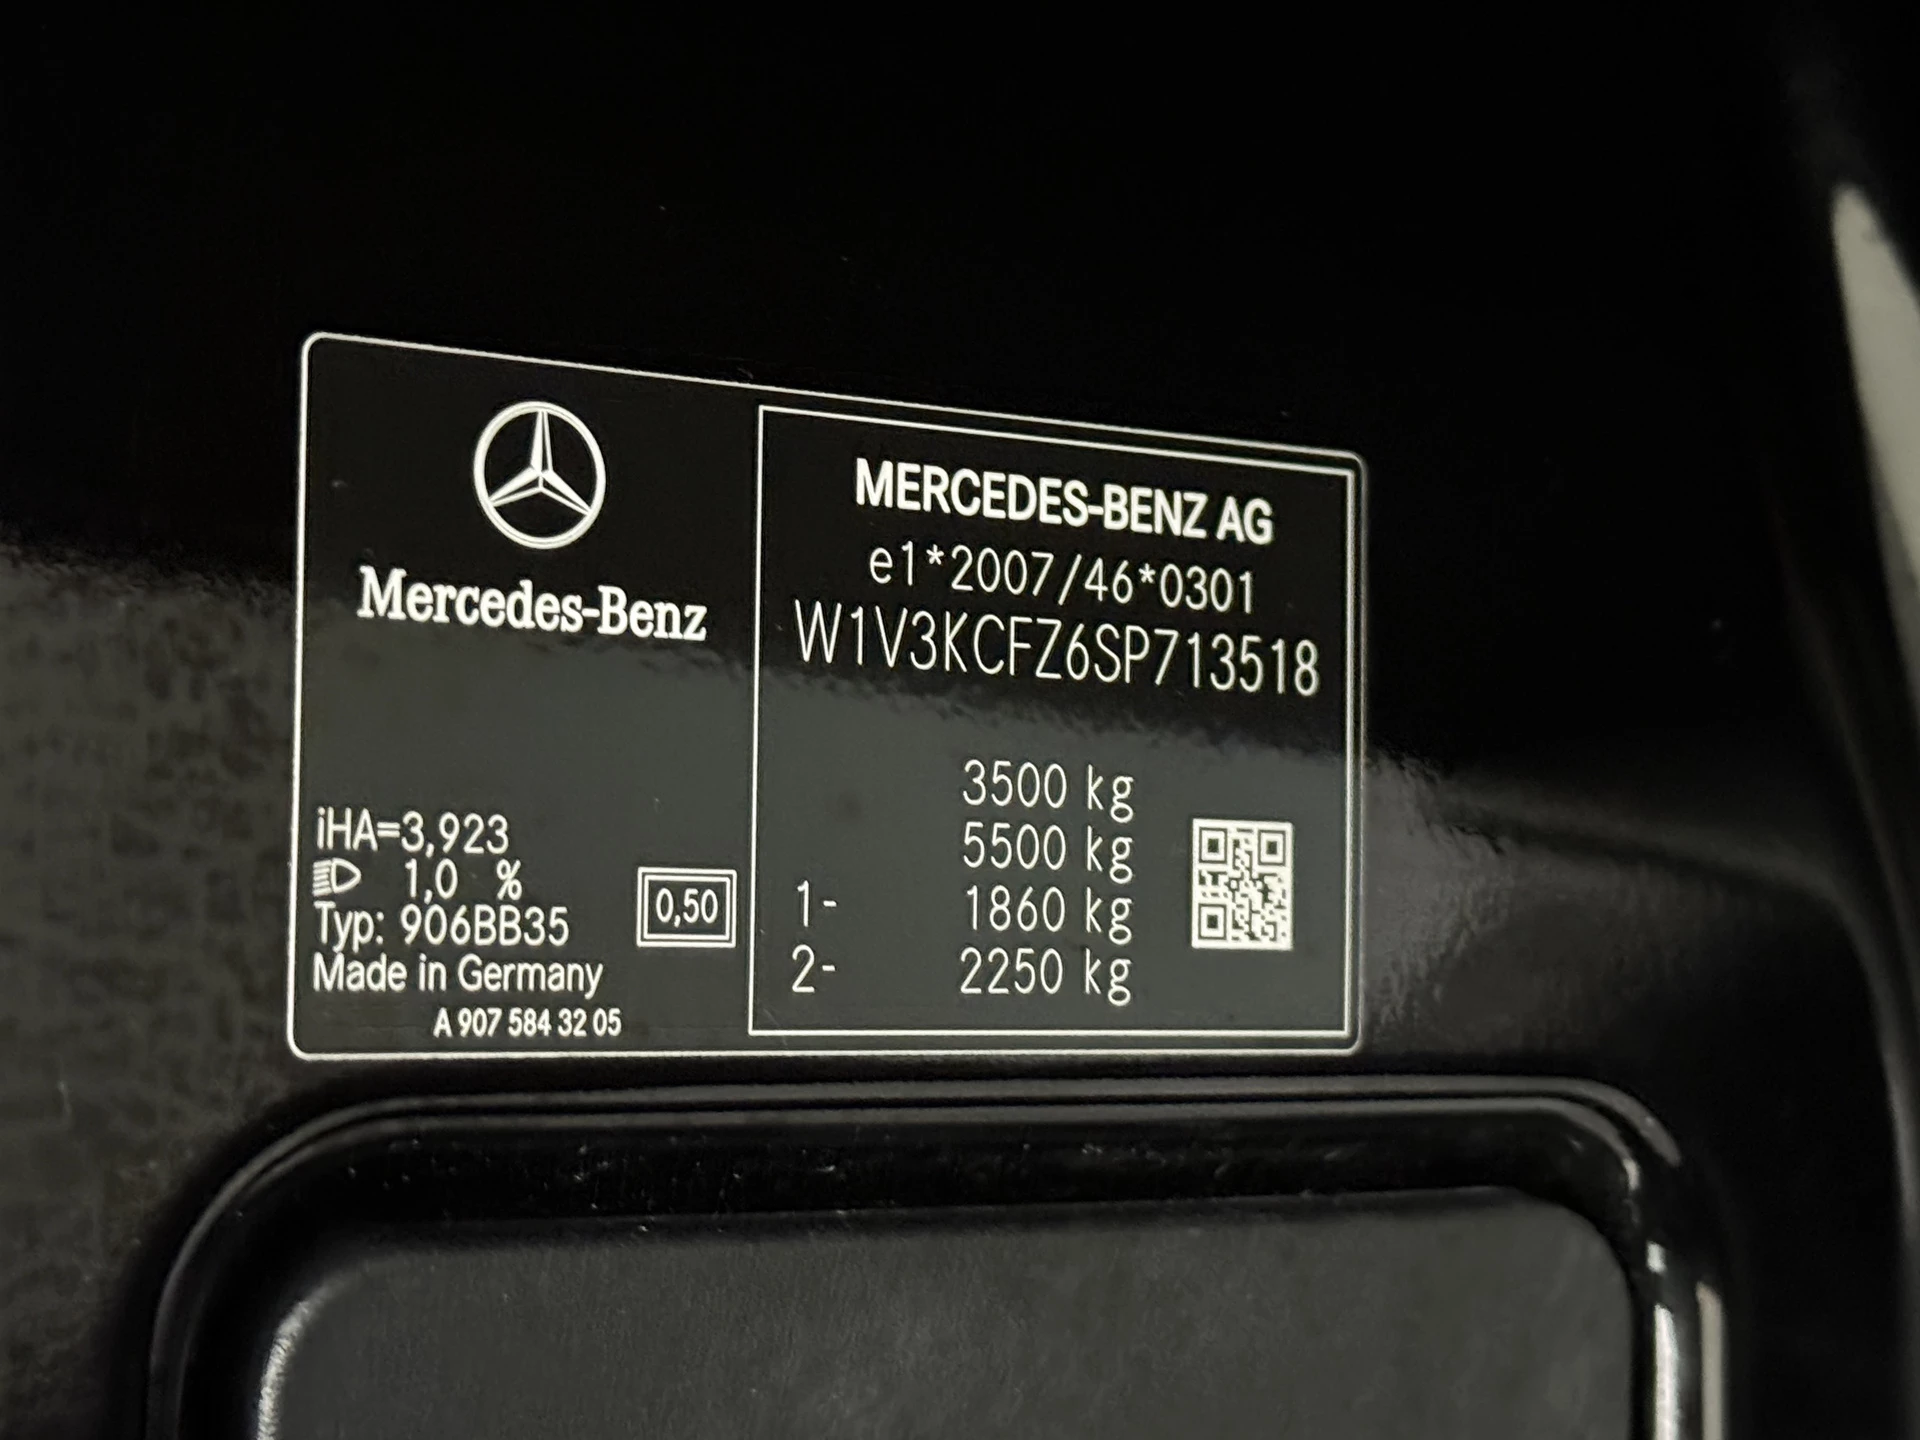 Mercedes-Benz
iHA=3,923
1,0 %
Typ: 906BB35
Made in Germany
A 907 584 32 05
0,50
MERCEDES-BENZ AG
e1*2007/46*0301
W1V3KCFZ6SP713518
3500 kg
5500 kg
1- 1860 kg
2- 2250 kg